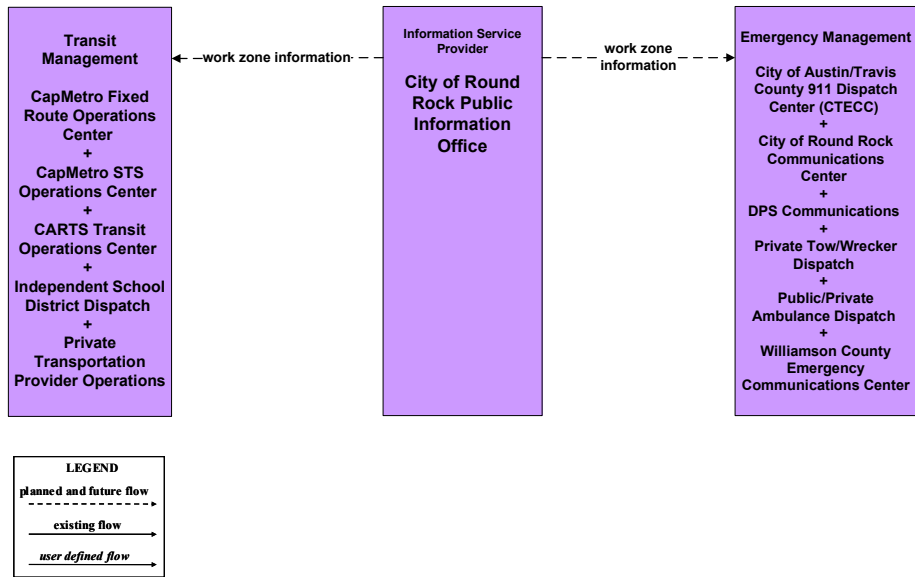 Transit
Management
CapMetro Fixed
Route Operations
Center
+
CapMetro STS
Operations Center
+
CARTS Transit
Operations Center
+
Independent School
District Dispatch
+
Private
Transportation
Provider Operations
work zone information
Information Service
Provider
City of Round
Rock Public
Information
Office
work zone
information
Emergency Management
City of Austin/Travis
County 911 Dispatch
Center (CTECC)
+
City of Round Rock
Communications
Center
+
DPS Communications
+
Private Tow/Wrecker
Dispatch
+
Public/Private
Ambulance Dispatch
+
Williamson County
Emergency
Communications Center
LEGEND
planned and future flow
existing flow
user defined flow